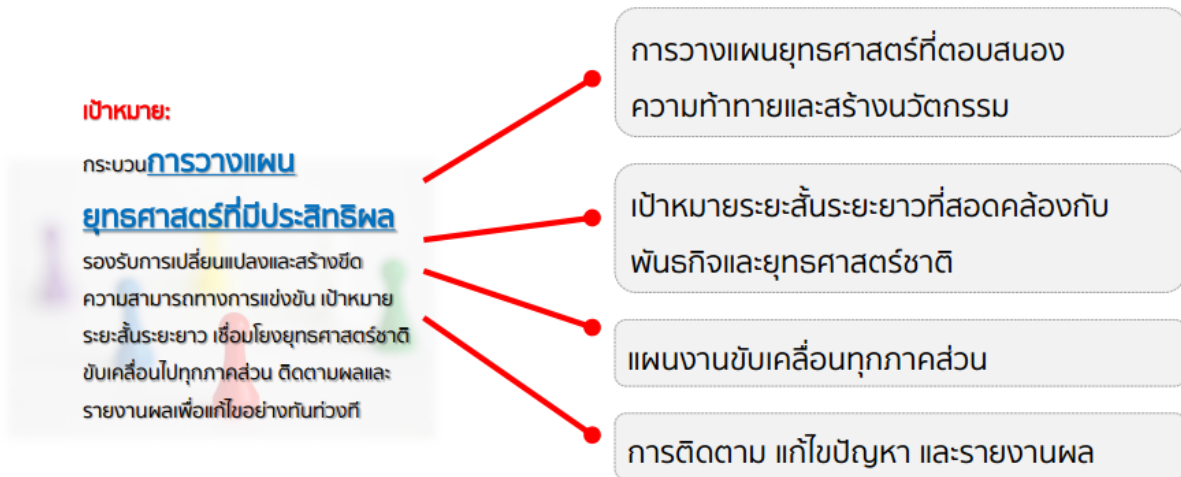 เป้าหมาย:
กระบวนการวางแผน
ยุทธศาสตร์ที่มีประสิทธิผล
รองรับการเปลี่ยนแปลงและสร้างขีด
ความสามารถทางการแข่งขัน เป้าหมาย
ระยะสั้นระยะยาว เชื่อมโยงยุทธศาสตร์ชาติ
ขับเคลื่อนไปทุกภาคส่วน ติดตามผลและ
รายงานผลเพื่อแก้ไขอย่างทันท่วงที
การวางแผนยุทธศาสตร์ที่ตอบสนอง
ความท้าทายและสร้างนวัตกรรม
เป้าหมายระยะสั้นระยะยาวที่สอดคล้องกับ
พันธกิจและยุทธศาสตร์ชาติ
แผนงานขับเคลื่อนทุกภาคส่วน
การติดตาม แก้ไขปัญหา และรายงานผล